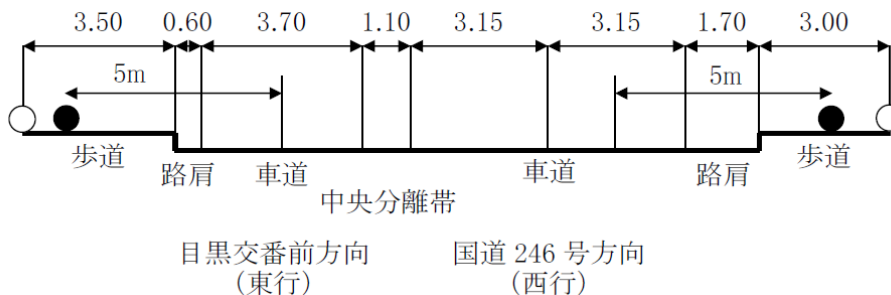 3.50 0.60 3.70 1.10 3.15 3.15 1.70 3.00
5m 5m
歩道 路肩 車道 車道 路肩 歩道
中央分離帯
目黒交番前方向 国道 246 号方向
（東行） （西行）